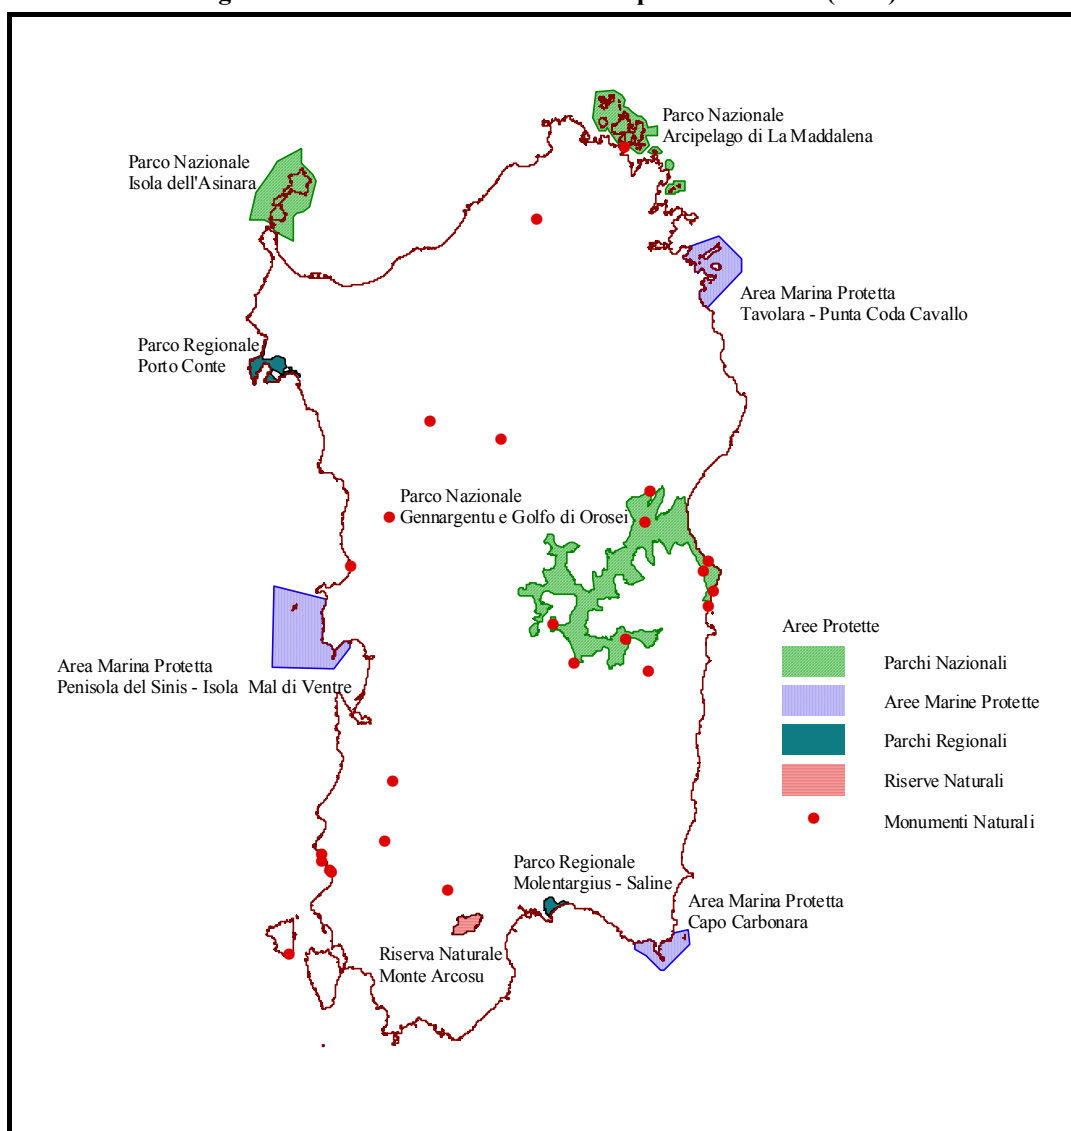 Parco Nazionale
Arcipelago di La Maddalena
Parco Nazionale
Isola dell'Asinara
Area Marina Protetta
Tavolara - Punta Coda Cavallo
Parco Regionale
Porto Conte
Parco Nazionale
Gennargentu e Golfo di Orosei
Area Marina Protetta
Penisola del Sinis - Isola Mal di Ventre
Aree Protette
Parchi Nazionali
Aree Marine Protette
Parchi Regionali
Riserve Naturali
Monumenti Naturali
Parco Regionale
Molentargius - Saline
Area Marina Protetta
Capo Carbonara
Riserva Naturale
Monte Arcosu